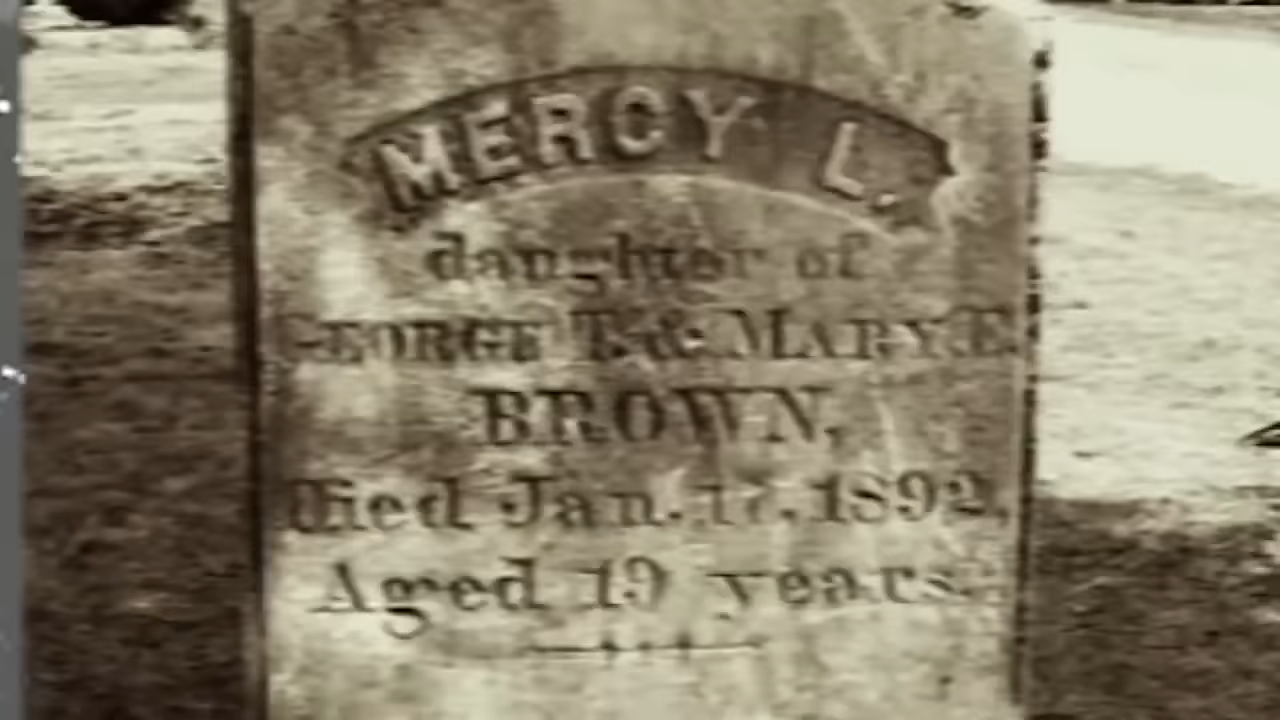 MERCY L.
daughter of
GEORGE T. & MARY E.
BROWN,
Died Jan. 17, 1892,
Aged 19 years.